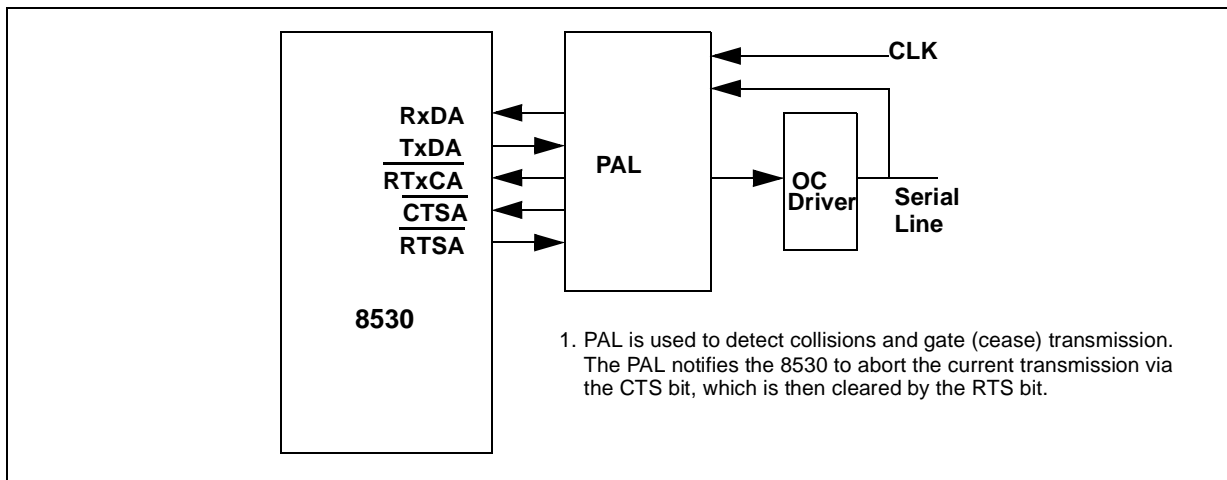 CLK
RxDA
TxDA
RTxCA
CTSA
RTSA
PAL
OC
Driver
Serial
Line
8530
1. PAL is used to detect collisions and gate (cease) transmission.
The PAL notifies the 8530 to abort the current transmission via
the CTS bit, which is then cleared by the RTS bit.